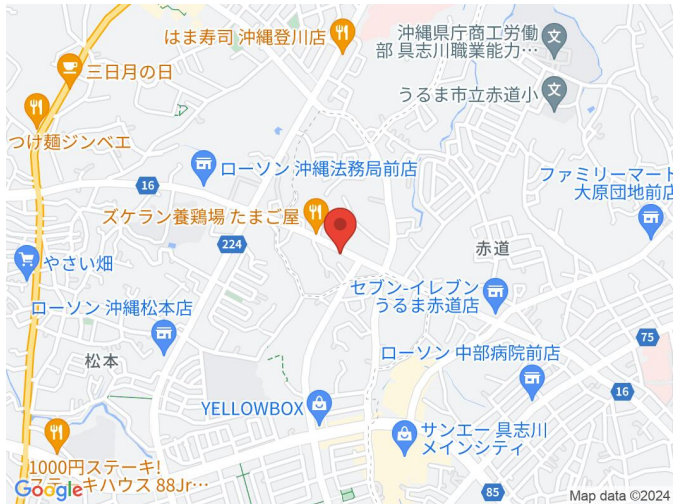 はま寿司 沖縄登川店
沖縄県庁商工労働
部 具志川職業能力…
三日月の日
うるま市立赤道小
つけ麺ジンベエ
ローソン 沖縄法務局前店
ファミリーマート
大原団地前店
16
ズケラン養鶏場 たまご屋
224
赤道
やさい畑
セブン-イレブン
うるま赤道店
ローソン 沖縄松本店
75
松本
ローソン 中部病院前店
16
YELLOWBOX
サンエー 具志川
メインシティ
1000円ステーキ!
ステーキハウス 88Jr…
85
Google
Map data ©2024